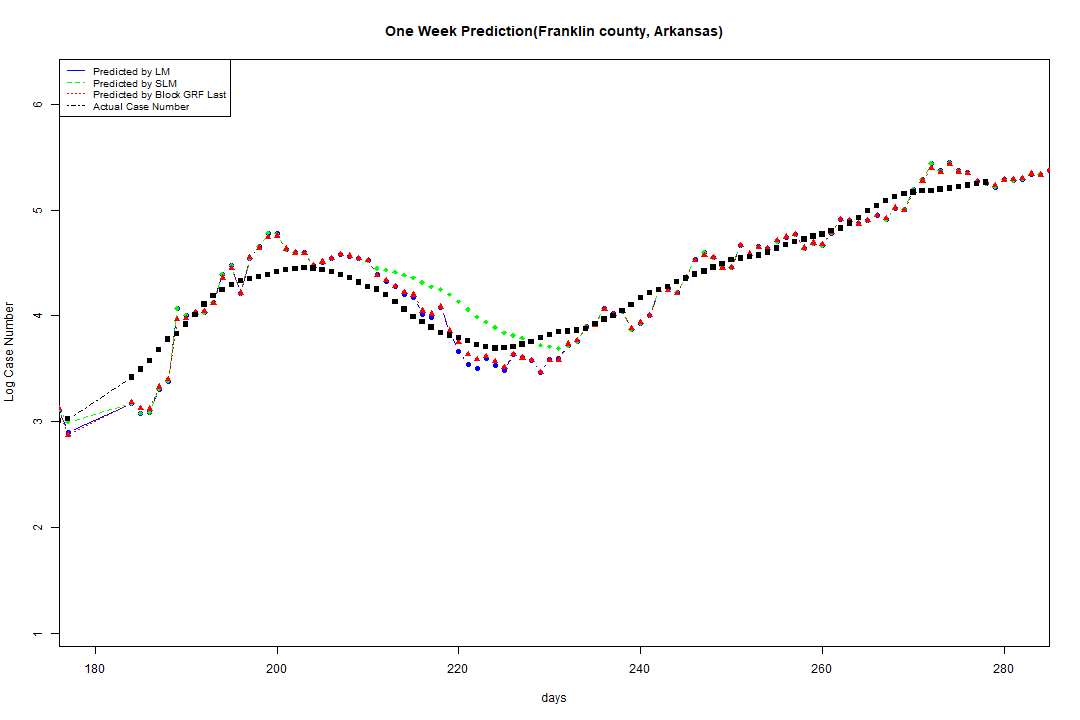 One Week Prediction(Franklin county, Arkansas)
Predicted by LM
Predicted by SLM
Predicted by Block GRF Last
Actual Case Number
6
5
4
3
2
1
Log Case Number
180 200 220 240 260 280
days